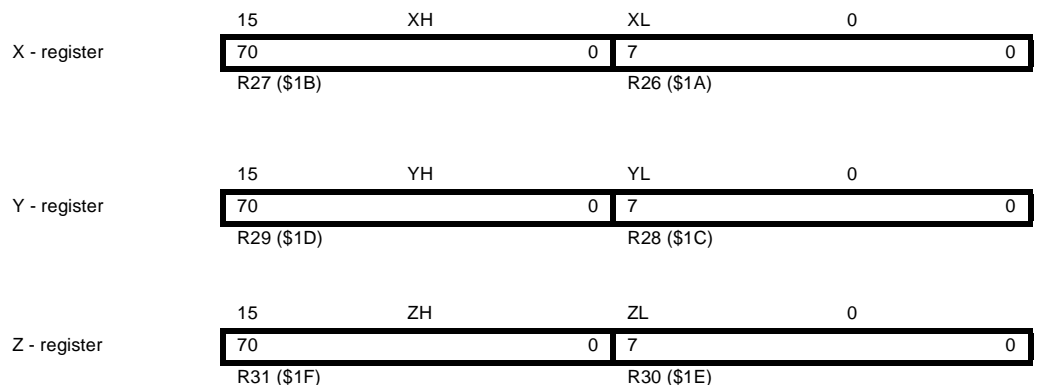 15 XH XL 0
X - register 70 0 7 0
R27 ($1B) R26 ($1A)
15 YH YL 0
Y - register 70 0 7 0
R29 ($1D) R28 ($1C)
15 ZH ZL 0
Z - register 70 0 7 0
R31 ($1F) R30 ($1E)